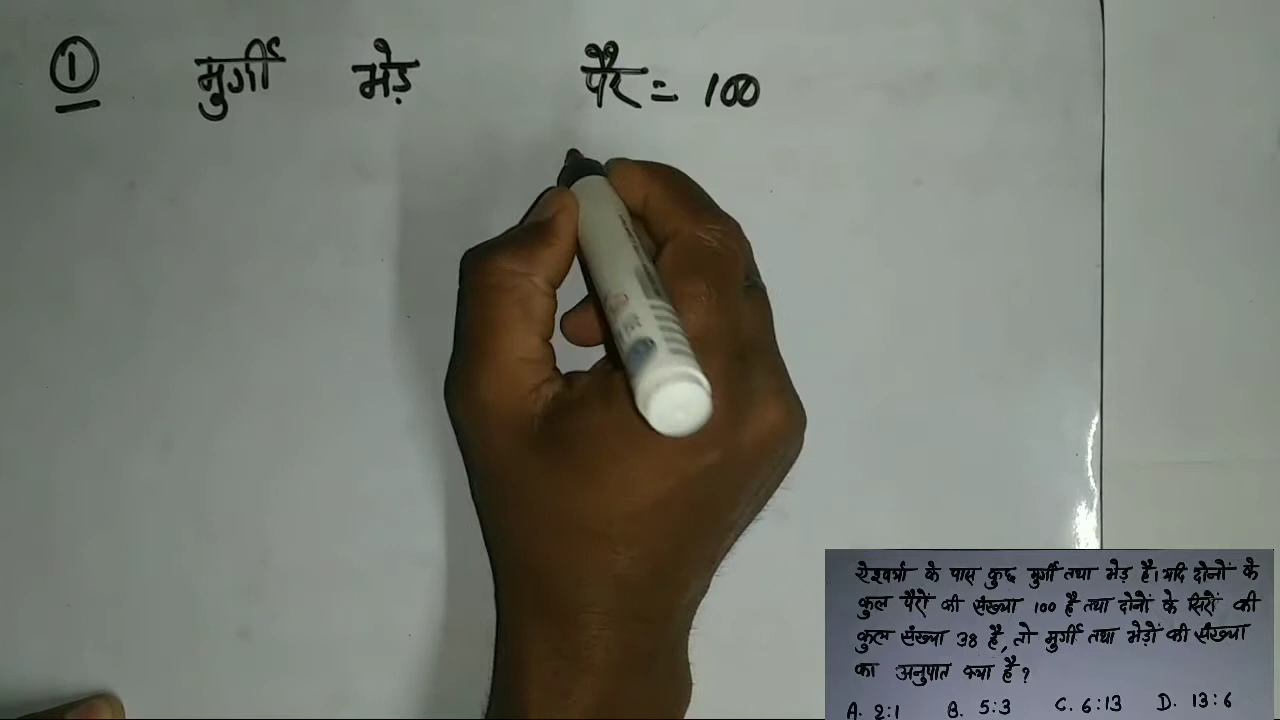 ① मुर्गी भेड़ पैर = 100
ऐश्वर्या के पास कुछ मुर्गी तथा भेड़ है। यदि दोनों के
कुल पैरों की संख्या 100 है तथा दोनों के सिरों की
कुल संख्या 38 है, तो मुर्गी तथा भेड़ों की संख्या
का अनुपात क्या है?
A. 2:1 B. 5:3 C. 6:13 D. 13:6